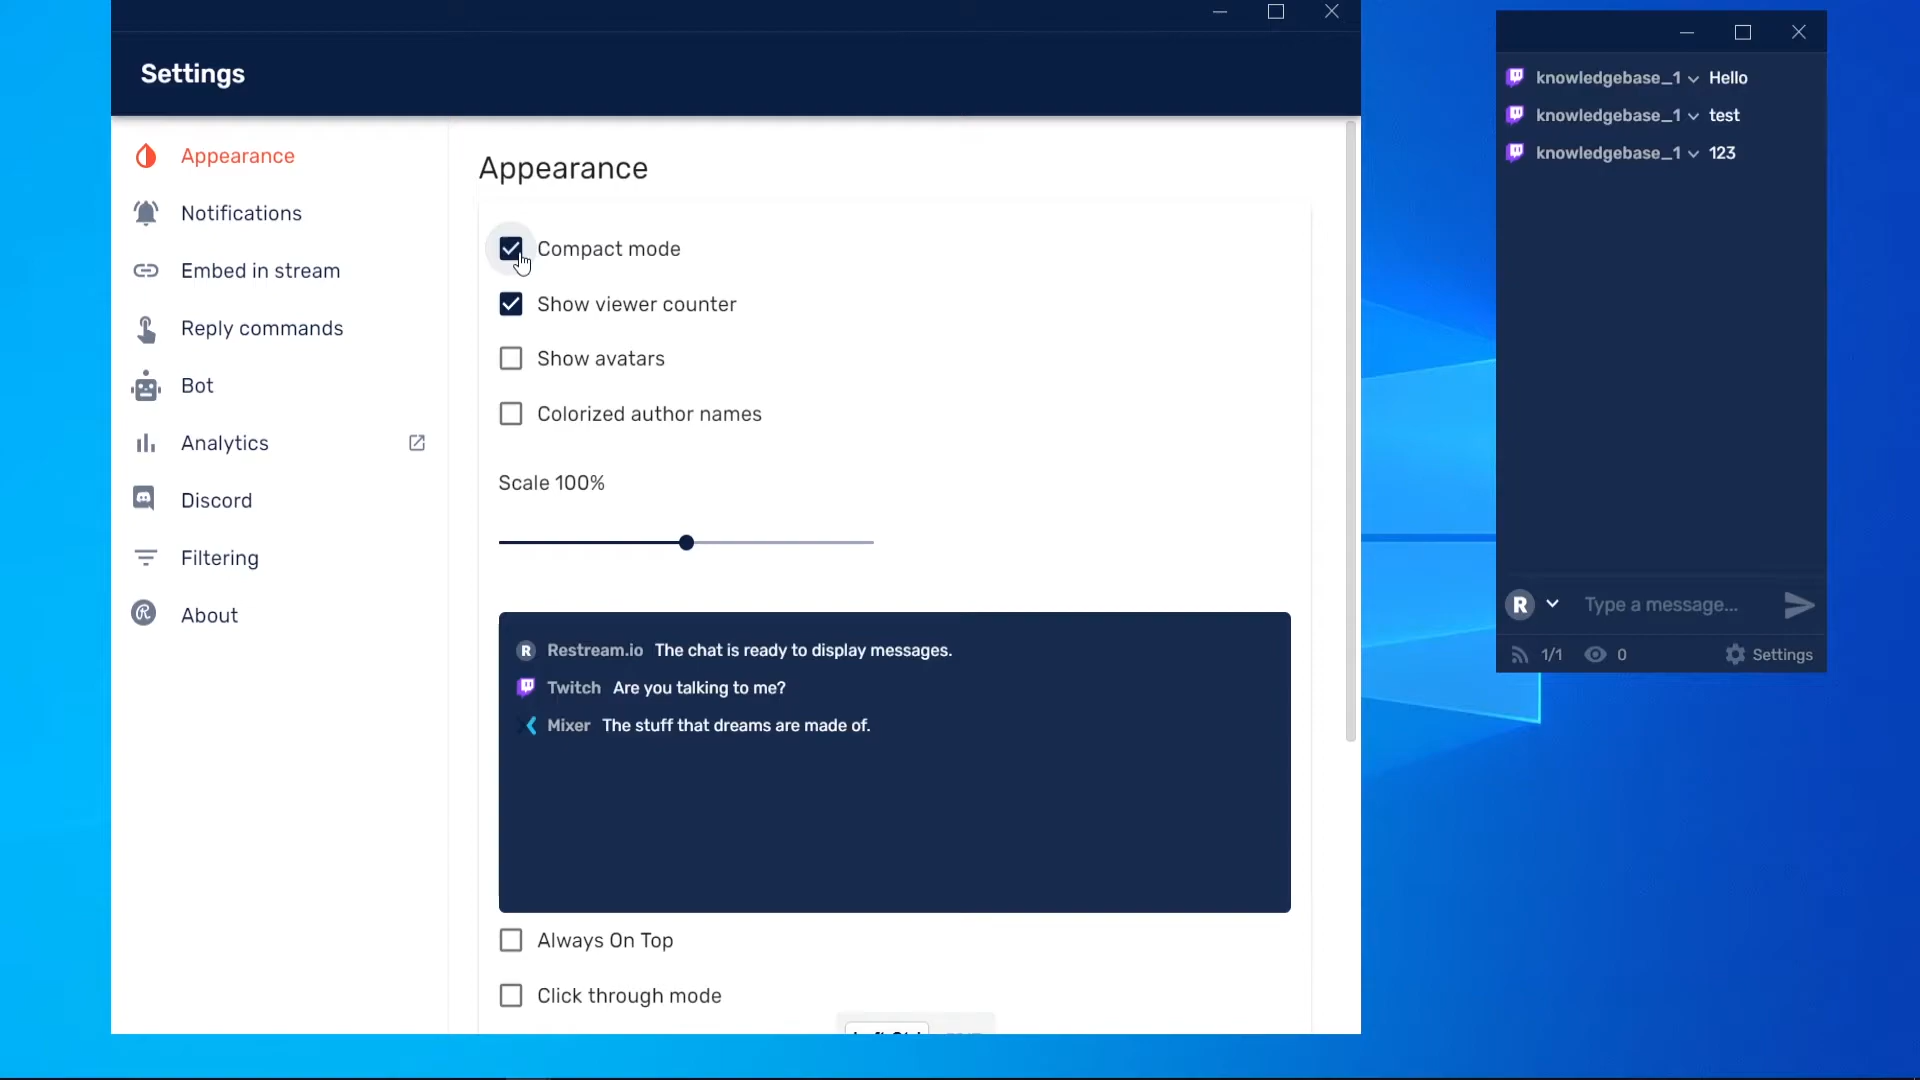 Settings
Appearance
Notifications
Embed in stream
Reply commands
Bot
Analytics
Discord
Filtering
About
Appearance
Compact mode
Show viewer counter
Show avatars
Colorized author names
Scale 100%
R Restream.io The chat is ready to display messages.
Twitch Are you talking to me?
Mixer The stuff that dreams are made of.
Always On Top
Click through mode
knowledgebase_1 Hello
knowledgebase_1 test
knowledgebase_1 123
R Type a message...
1/1 0 Settings